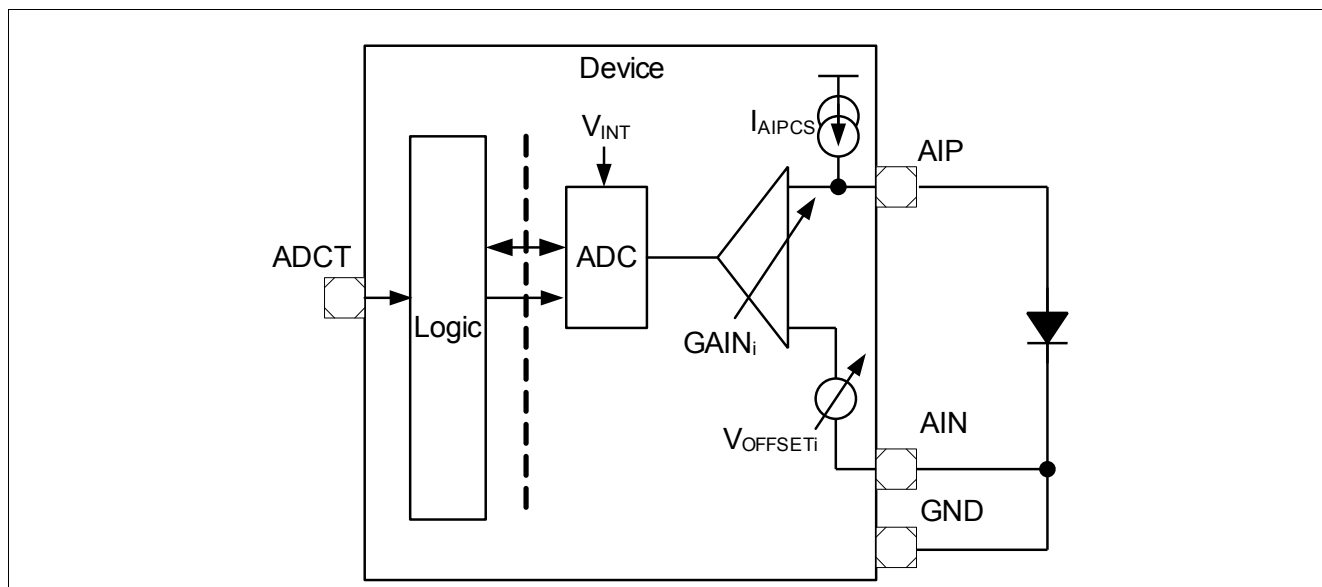 Device
V_INT
I_AIPCS
AIP
ADCT
ADC
Logic
GAIN_i
V_OFFSETi
AIN
GND